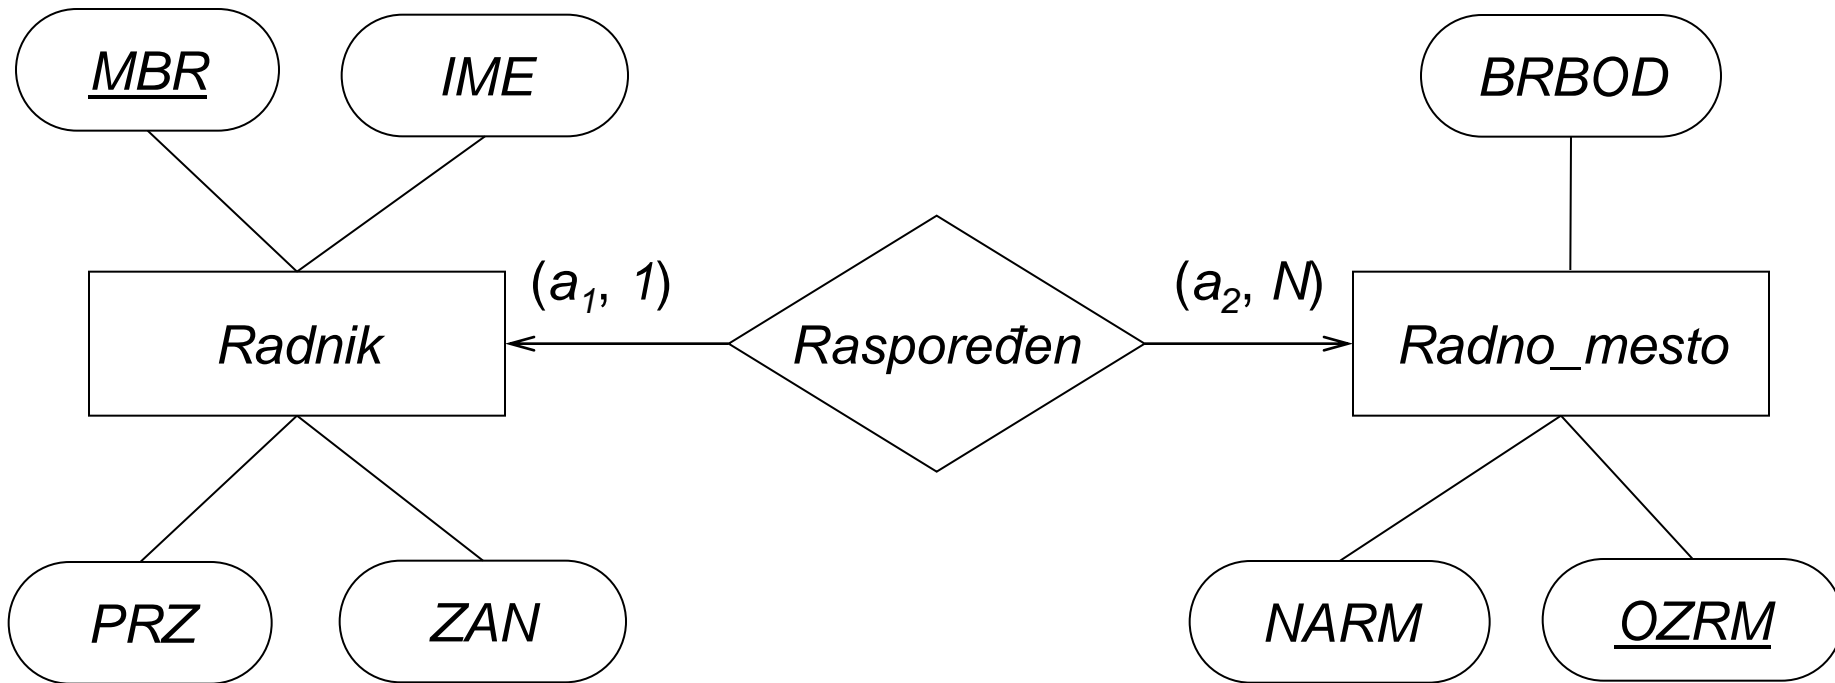 MBR
IME
BRBOD
(a₁, 1)
(a₂, N)
Radnik
Raspoređen
Radno_mesto
PRZ
ZAN
NARM
OZRM